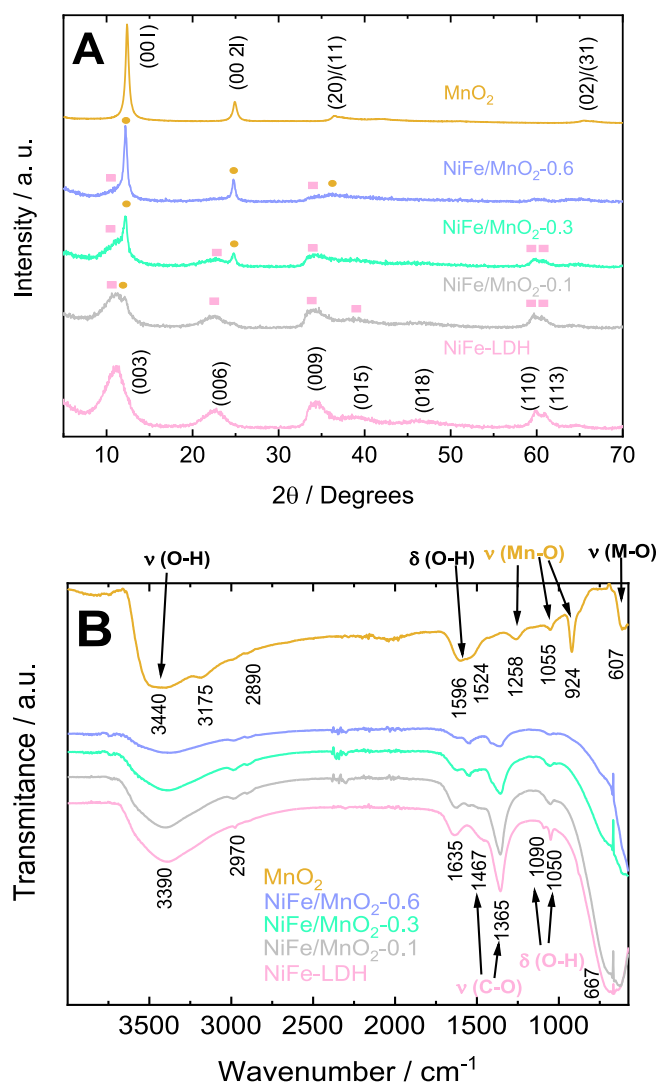 A
(00 l)
(00 2l)
(20)/(11)
(02)/(31)
MnO₂
NiFe/MnO₂-0.6
NiFe/MnO₂-0.3
NiFe/MnO₂-0.1
NiFe-LDH
(003)
(006)
(009)
(015)
(018)
(110)
(113)
Intensity / a. u.
10 20 30 40 50 60 70
2θ / Degrees
ν (O-H)
δ (O-H)
ν (Mn-O)
ν (M-O)
B
3440
3175
2890
1596
1524
1258
1055
924
607
Transmitance / a.u.
3390
2970
1635
1467
1365
1090
1050
667
MnO₂
NiFe/MnO₂-0.6
NiFe/MnO₂-0.3
NiFe/MnO₂-0.1
NiFe-LDH
ν (C-O)
δ (O-H)
3500 3000 2500 2000 1500 1000
Wavenumber / cm⁻¹